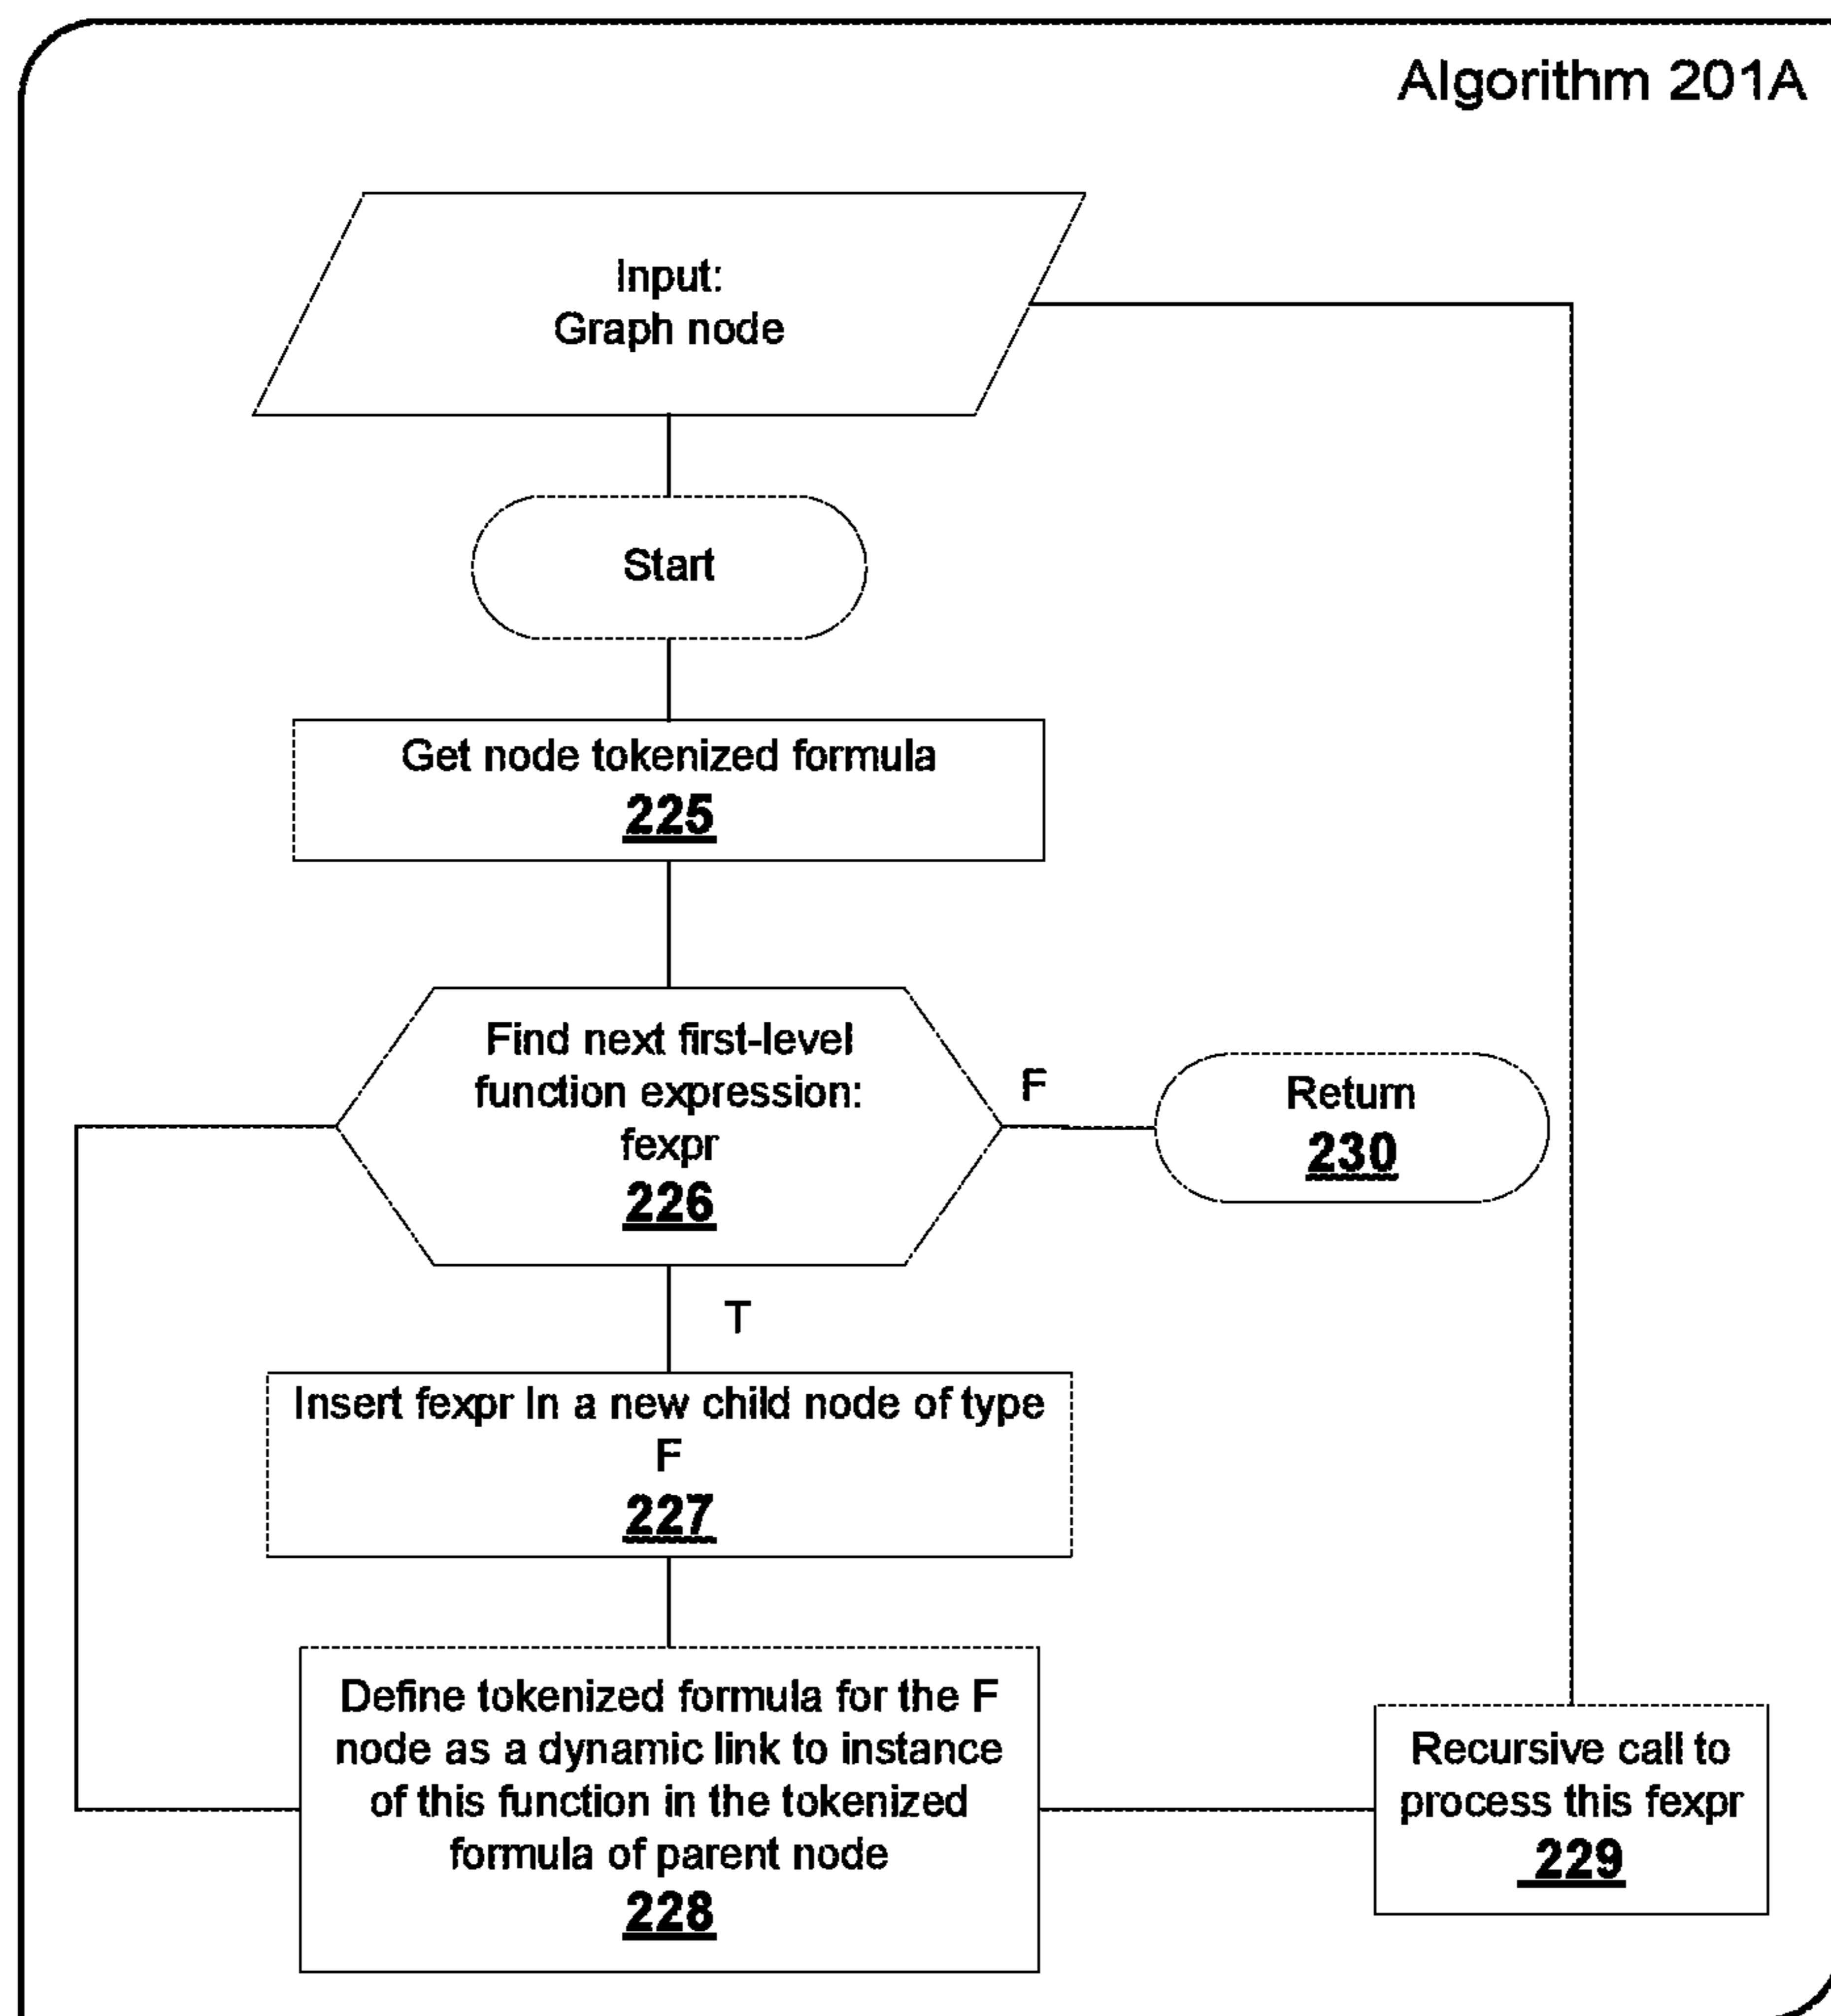 Algorithm 201A
Input:
Graph node
Start
Get node tokenized formula
225
Find next first-level
function expression:
fexpr
226
F
Return
230
T
Insert fexpr In a new child node of type
F
227
Define tokenized formula for the F
node as a dynamic link to instance
of this function in the tokenized
formula of parent node
228
Recursive call to
process this fexpr
229